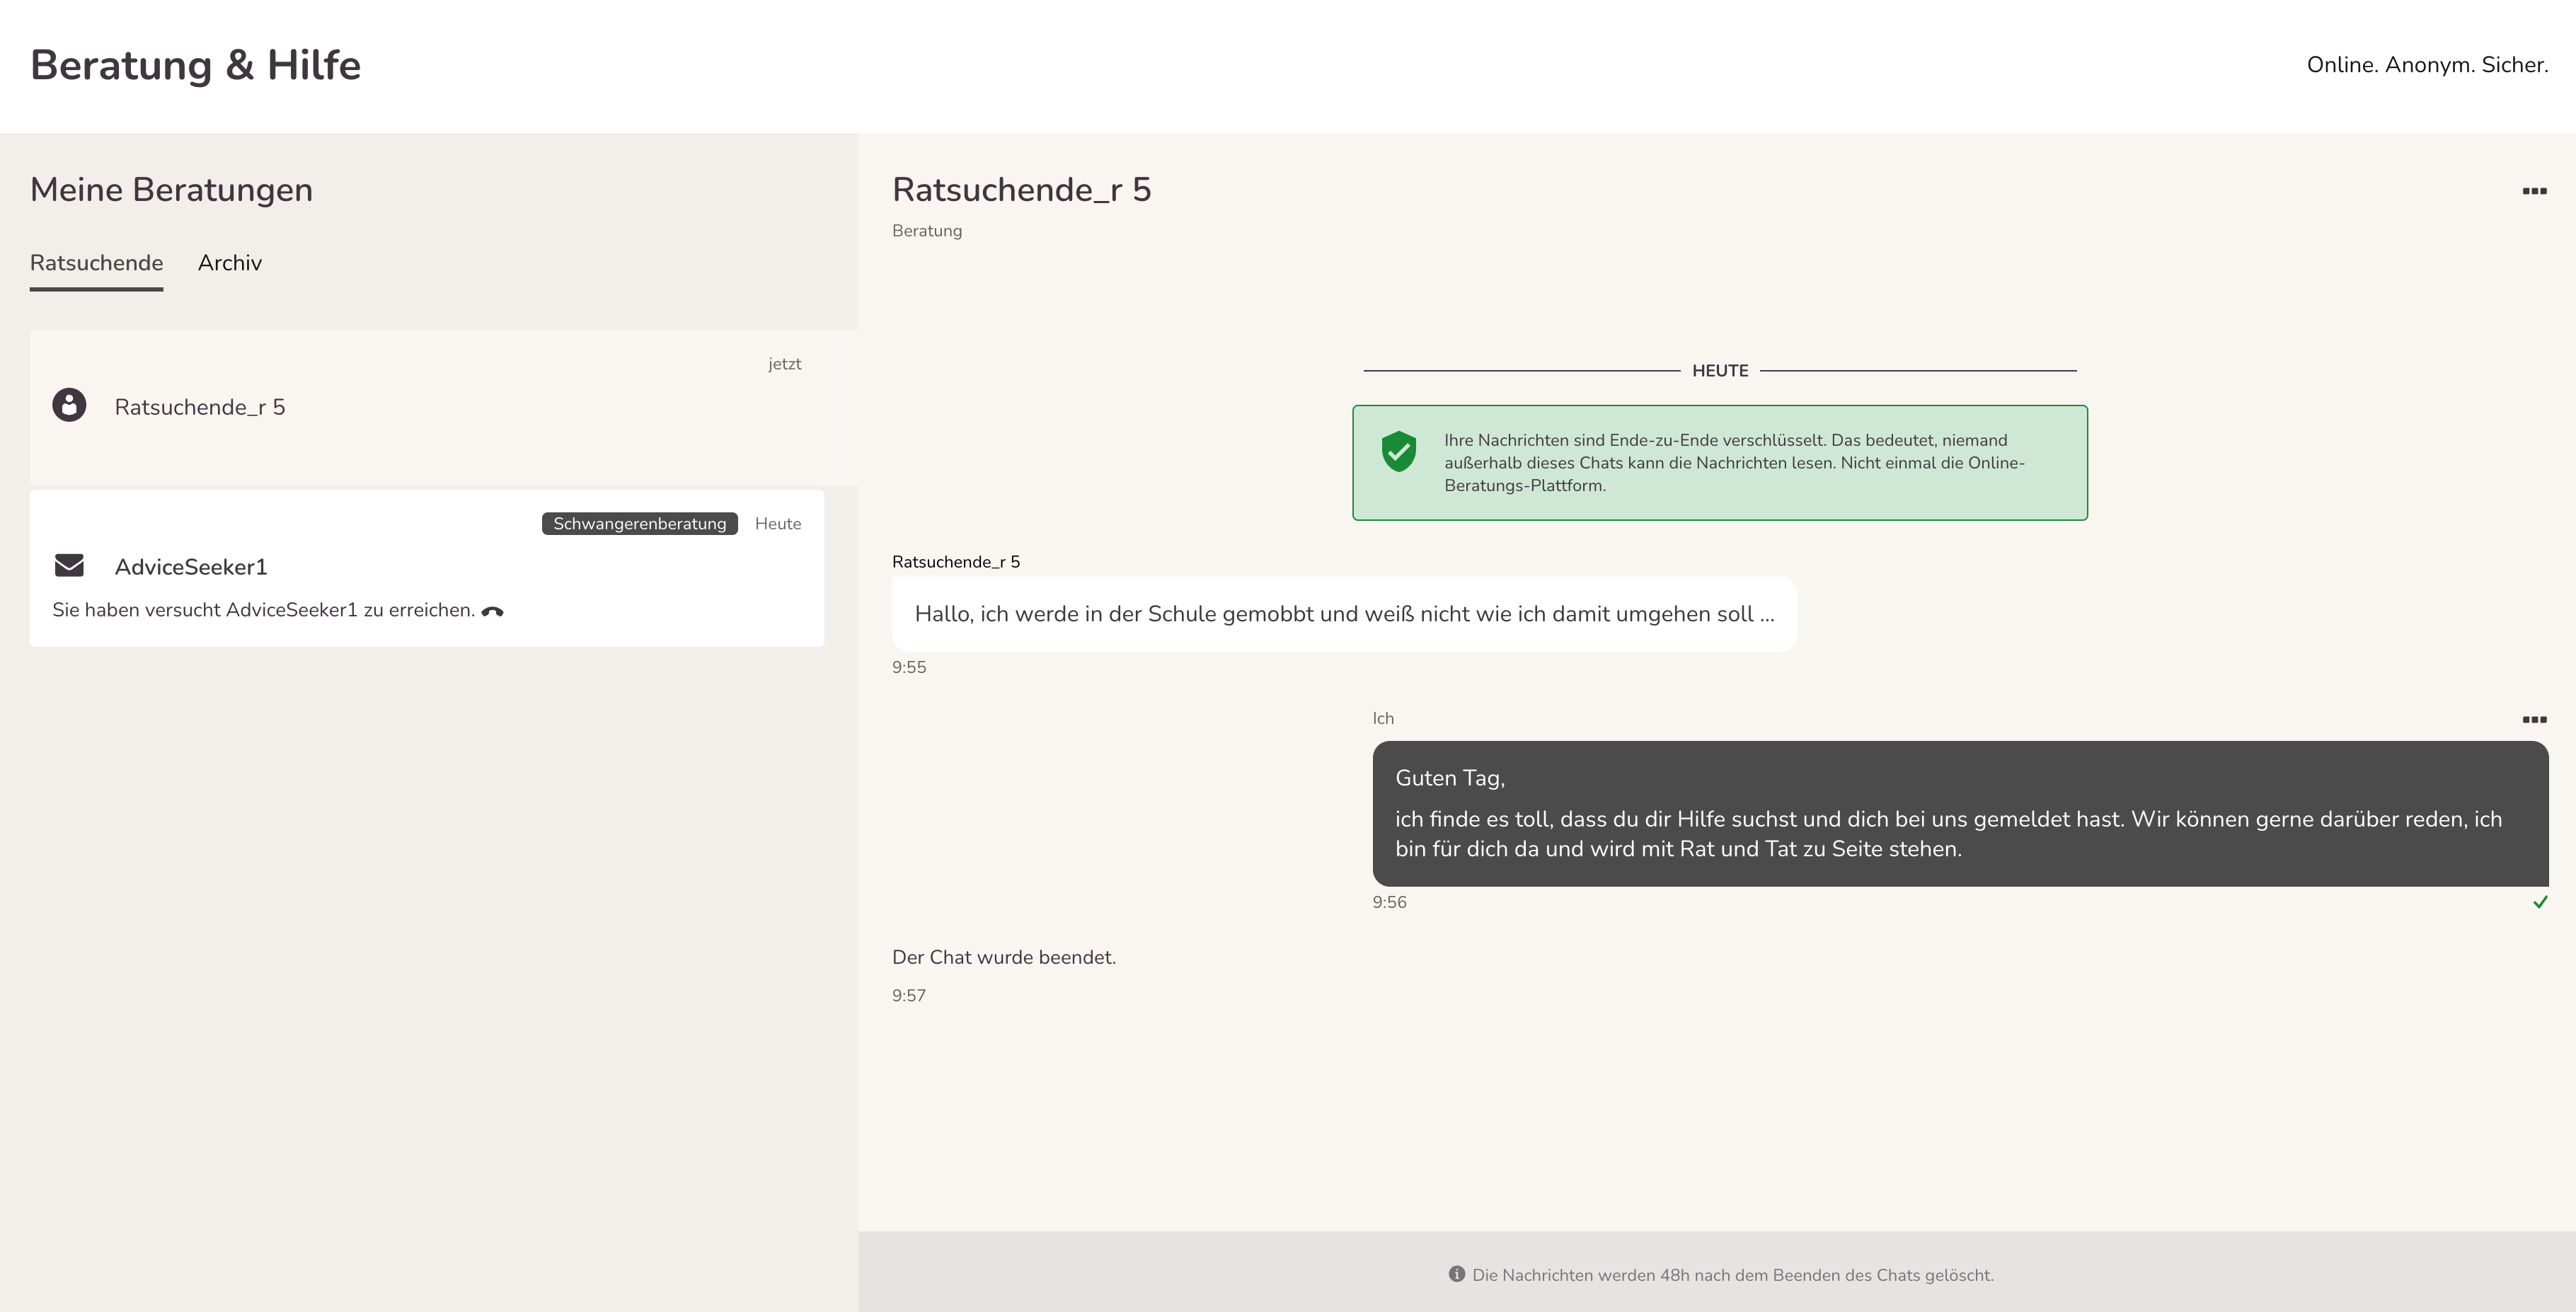 Beratung & Hilfe
Online. Anonym. Sicher.
Meine Beratungen
Ratsuchende
Archiv
jetzt
Ratsuchende_r 5
Schwangerenberatung
Heute
AdviceSeeker1
Sie haben versucht AdviceSeeker1 zu erreichen.
Ratsuchende_r 5
Beratung
HEUTE
Ihre Nachrichten sind Ende-zu-Ende verschlüsselt. Das bedeutet, niemand
außerhalb dieses Chats kann die Nachrichten lesen. Nicht einmal die Online-
Beratungs-Plattform.
Ratsuchende_r 5
Hallo, ich werde in der Schule gemobbt und weiß nicht wie ich damit umgehen soll ...
9:55
Ich
Guten Tag,
ich finde es toll, dass du dir Hilfe suchst und dich bei uns gemeldet hast. Wir können gerne darüber reden, ich
bin für dich da und wird mit Rat und Tat zu Seite stehen.
9:56
Der Chat wurde beendet.
9:57
Die Nachrichten werden 48h nach dem Beenden des Chats gelöscht.